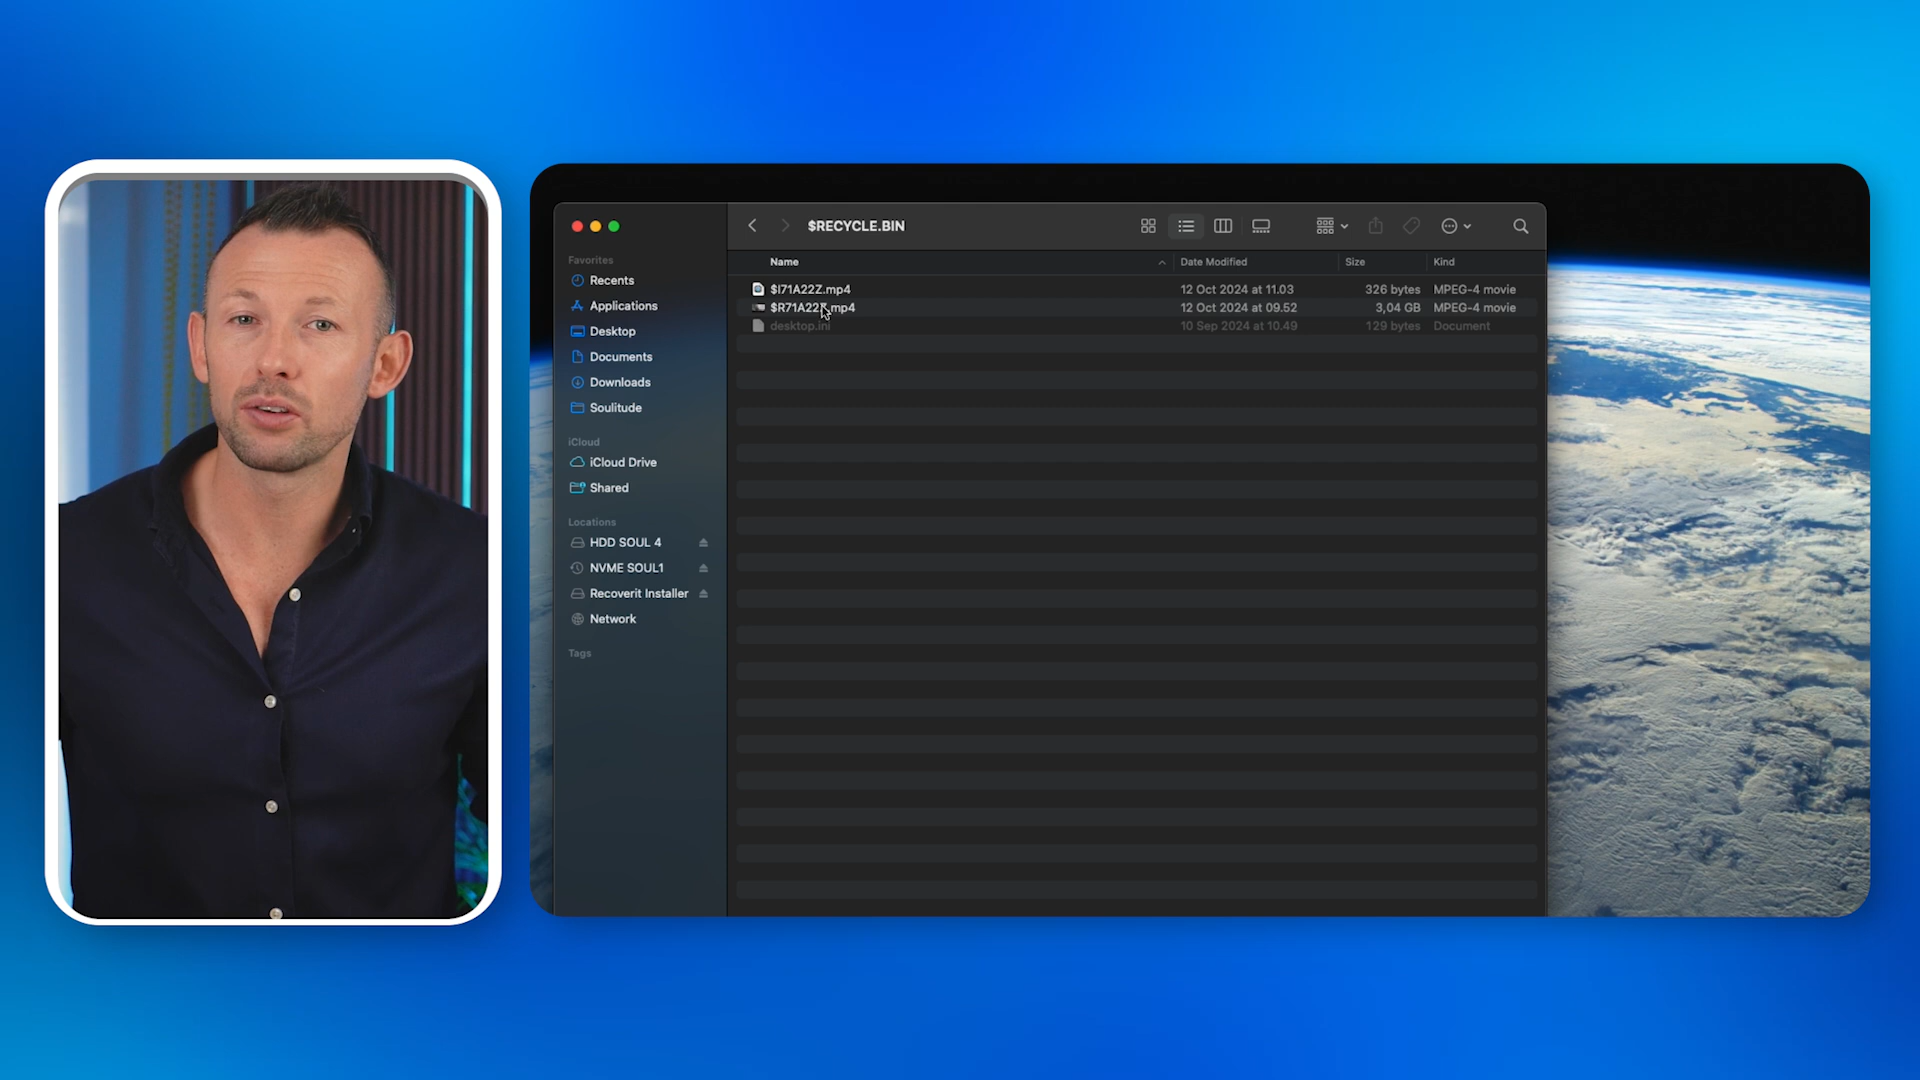 $RECYCLE.BIN
Favorites
Recents
Applications
Desktop
Documents
Downloads
Soulitude
iCloud
iCloud Drive
Shared
Locations
HDD SOUL 4
NVME SOUL1
Recoverit Installer
Network
Tags
Name Date Modified Size Kind
$I71A22Z.mp4 12 Oct 2024 at 11.03 326 bytes MPEG-4 movie
$R71A22Z.mp4 12 Oct 2024 at 09.52 3,04 GB MPEG-4 movie
desktop.ini 10 Sep 2024 at 10.49 129 bytes Document